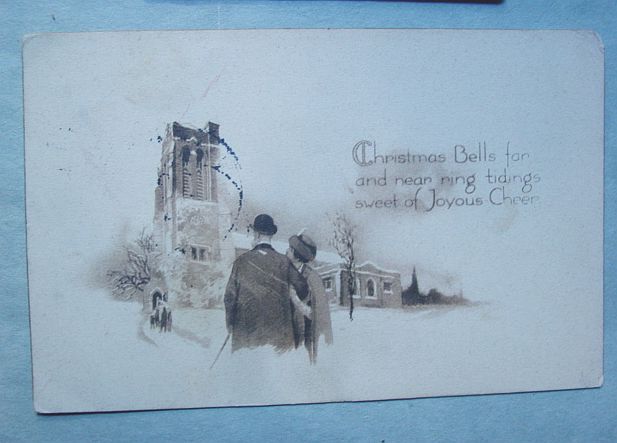 Christmas Bells far
and near ring tidings
sweet of Joyous Cheer